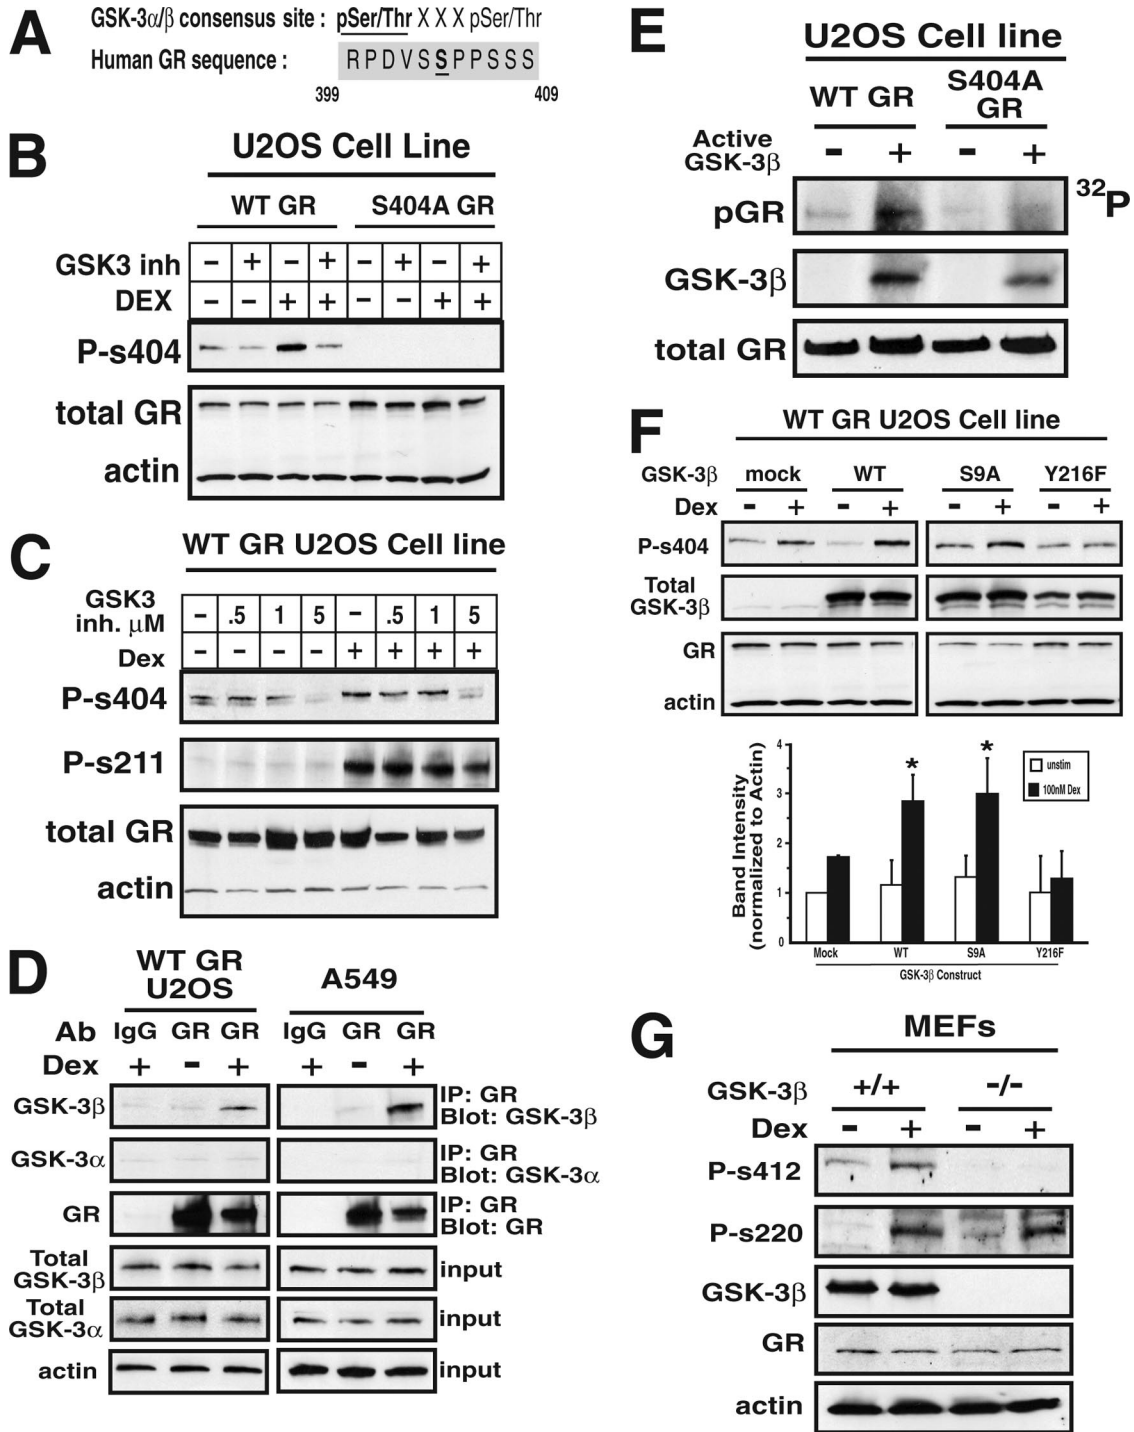 A
GSK-3α/β consensus site : pSer/Thr X X X pSer/Thr
Human GR sequence : R P D V S S P P S S S
399 409
B
U2OS Cell Line
WT GR S404A GR
GSK3 inh - + - + - + - +
DEX - - + + - - + +
P-s404
total GR
actin
C
WT GR U2OS Cell line
GSK3
inh. μM - .5 1 5 - .5 1 5
Dex - - - - + + + +
P-s404
P-s211
total GR
actin
D
WT GR
U2OS
A549
Ab IgG GR GR IgG GR GR
Dex + - + + - +
GSK-3β
IP: GR
Blot: GSK-3β
GSK-3α
IP: GR
Blot: GSK-3α
GR
IP: GR
Blot: GR
Total
GSK-3β
input
Total
GSK-3α
input
actin input
E
U2OS Cell line
WT GR
S404A
GR
Active
GSK-3β - + - +
pGR
32P
GSK-3β
total GR
F
WT GR U2OS Cell line
GSK-3β mock WT S9A Y216F
Dex - + - + - + - +
P-s404
Total
GSK-3β
GR
actin
Band Intensity
(normalized to Actin)
4
3
2
1
0
* *
unstim
100nM Dex
Mock WT S9A Y216F
GSK-3β Construct
G
MEFs
GSK-3β +/+ -/-
Dex - + - +
P-s412
P-s220
GSK-3β
GR
actin